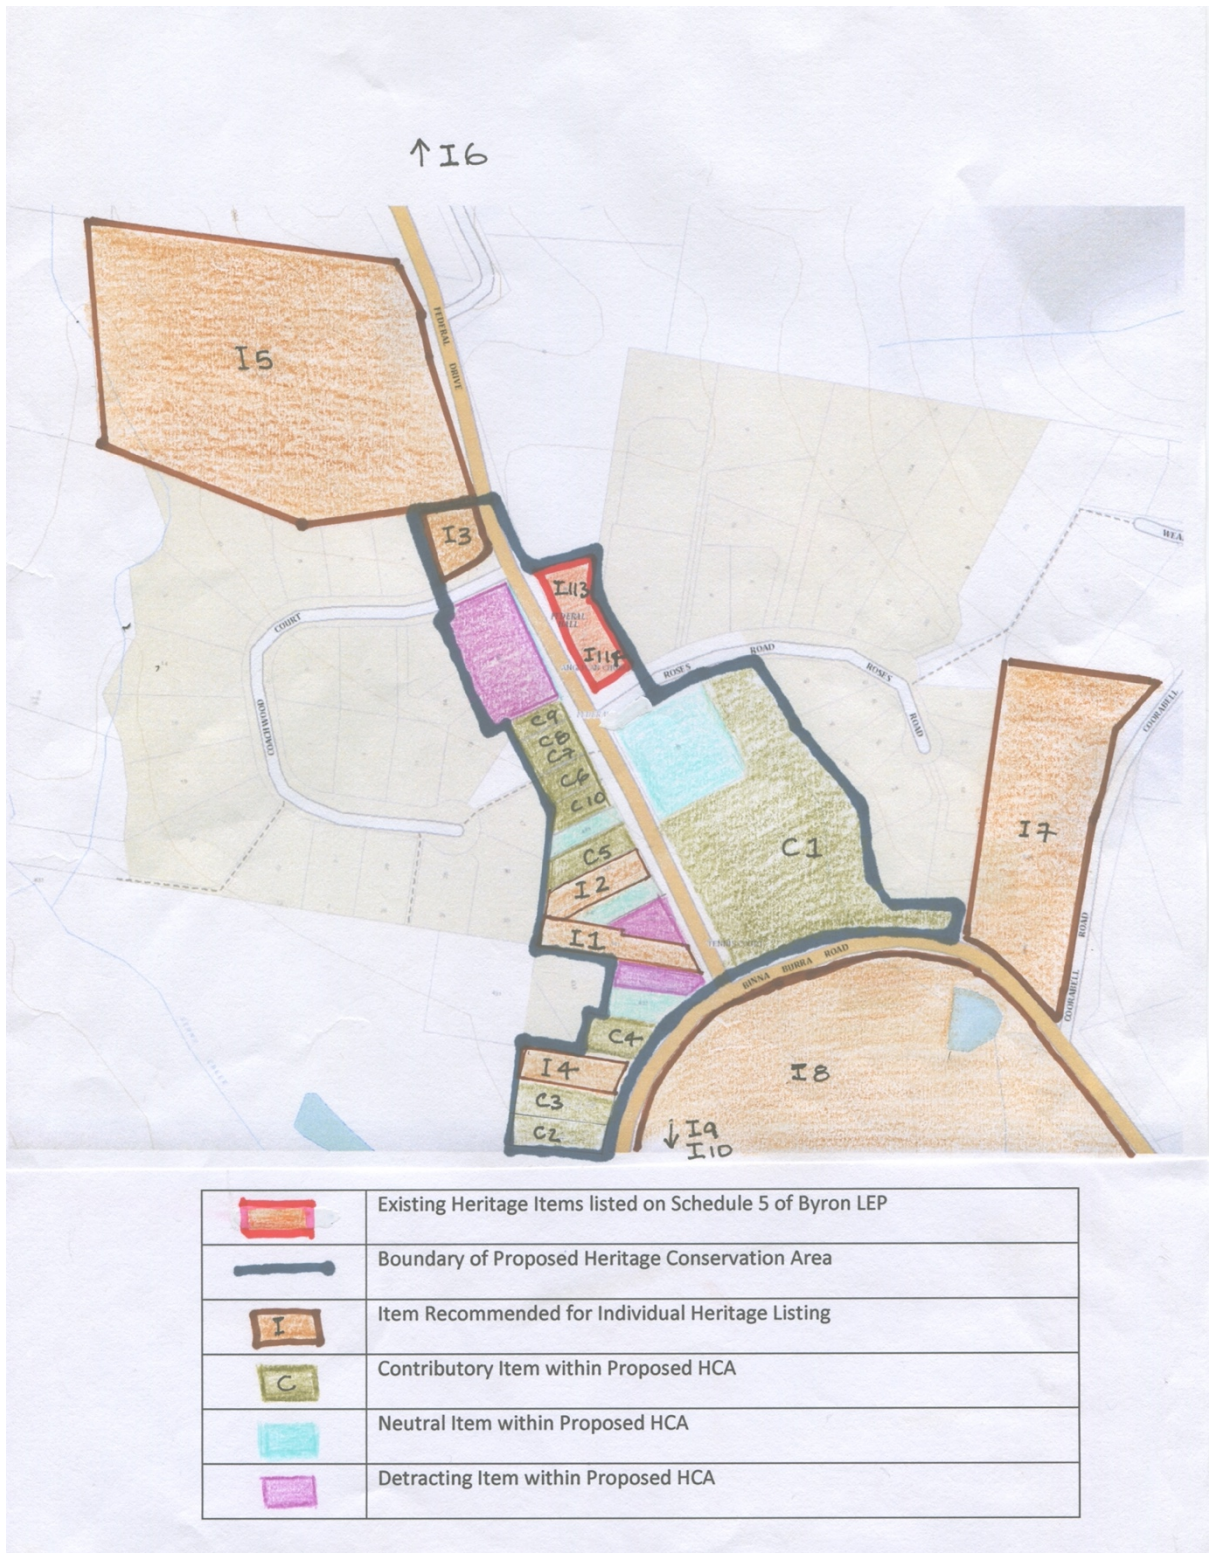 ↑ I6
I5
FEDERAL DRIVE
I3
I113
I114
COURT
ROSES ROAD
ROSES ROAD
WEA
COORABELL
COACHWOOD
C9
C8
C7
C6
C10
C5
C1
I7
I2
I1
BINNA BURRA ROAD
COORABELL ROAD
C4
I4
I8
C3
C2
↓ I9
I10
Existing Heritage Items listed on Schedule 5 of Byron LEP
Boundary of Proposed Heritage Conservation Area
I
Item Recommended for Individual Heritage Listing
C
Contributory Item within Proposed HCA
Neutral Item within Proposed HCA
Detracting Item within Proposed HCA